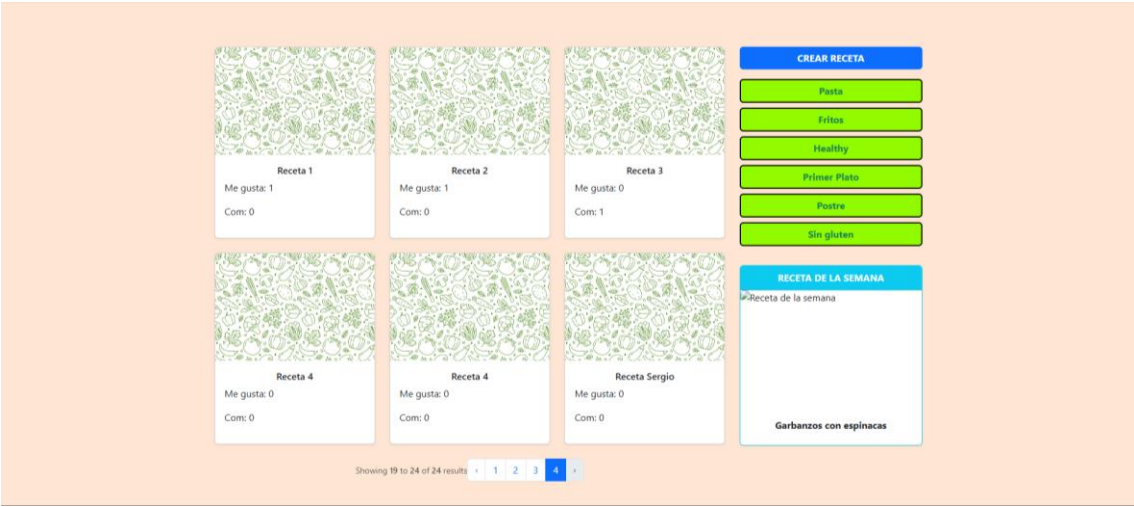 Receta 1
Me gusta: 1
Com: 0
Receta 2
Me gusta: 1
Com: 0
Receta 3
Me gusta: 0
Com: 1
Receta 4
Me gusta: 0
Com: 0
Receta 4
Me gusta: 0
Com: 0
Receta Sergio
Me gusta: 0
Com: 0
Showing 19 to 24 of 24 results ‹ 1 2 3 4 ›
CREAR RECETA
Pasta
Fritos
Healthy
Primer Plato
Postre
Sin gluten
RECETA DE LA SEMANA
Receta de la semana
Garbanzos con espinacas